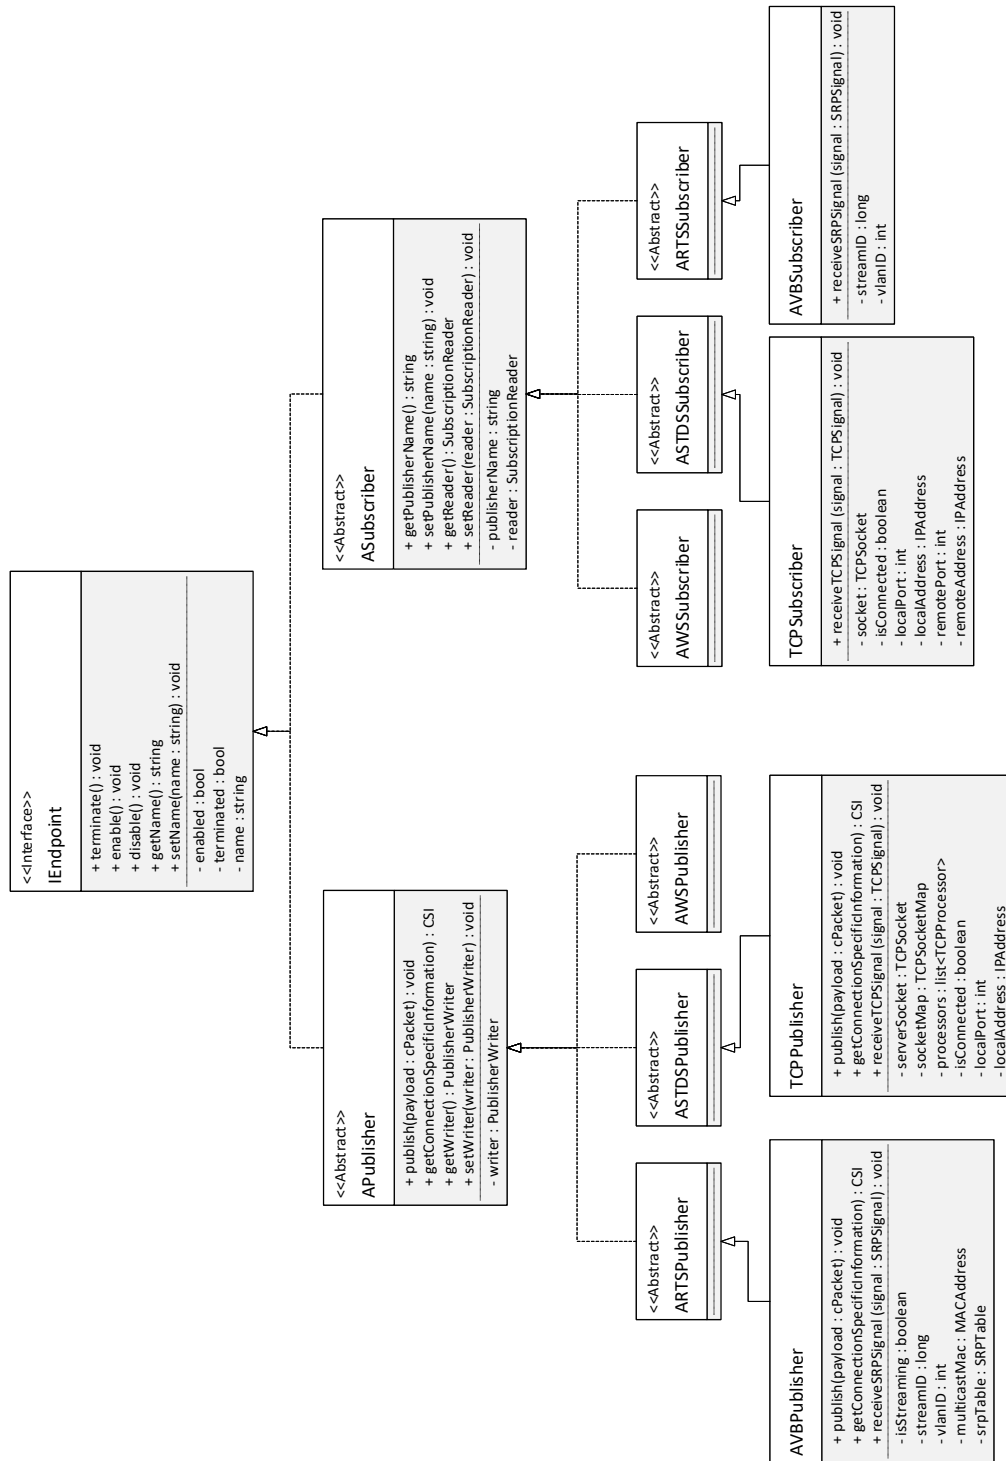 <<Interface>>
IEndpoint
+ terminate() : void
+ enable() : void
+ disable() : void
+ getName() : string
+ setName(name : string) : void
- enabled : bool
- terminated : bool
- name : string
<<Abstract>>
APublisher
+ publish(payload : cPacket) : void
+ getConnectionSpecificInformation() : CSI
+ getWriter() : PublisherWriter
+ setWriter(writer : PublisherWriter) : void
- writer : PublisherWriter
<<Abstract>>
ASubscriber
+ getPublisherName() : string
+ setPublisherName(name : string) : void
+ getReader() : SubscriptionReader
+ setReader(reader : SubscriptionReader) : void
- publisherName : string
- reader : SubscriptionReader
<<Abstract>>
ARTSPublisher
<<Abstract>>
ASTDSPublisher
<<Abstract>>
AWSPublisher
<<Abstract>>
AWSSubscriber
<<Abstract>>
ASTDSSubscriber
<<Abstract>>
ARTSSubscriber
AVBPublisher
+ publish(payload : cPacket) : void
+ getConnectionSpecificInformation() : CSI
+ receiveSRPSignal (signal : SRPSignal) : void
- isStreaming : boolean
- streamID : long
- vlanID : int
- multicastMac : MACAddress
- srpTable : SRPTable
TCPPublisher
+ publish(payload : cPacket) : void
+ getConnectionSpecificInformation() : CSI
+ receiveTCPSignal (signal : TCPSignal) : void
- serverSocket : TCPSocket
- socketMap : TCPSocketMap
- processors : list<TCPProcessor>
- isConnected : boolean
- localPort : int
- localAddress : IPAddress
TCPSubscriber
+ receiveTCPSignal (signal : TCPSignal) : void
- socket : TCPSocket
- isConnected : boolean
- localPort : int
- localAddress : IPAddress
- remotePort : int
- remoteAddress : IPAddress
AVBSubscriber
+ receiveSRPSignal (signal : SRPSignal) : void
- streamID : long
- vlanID : int